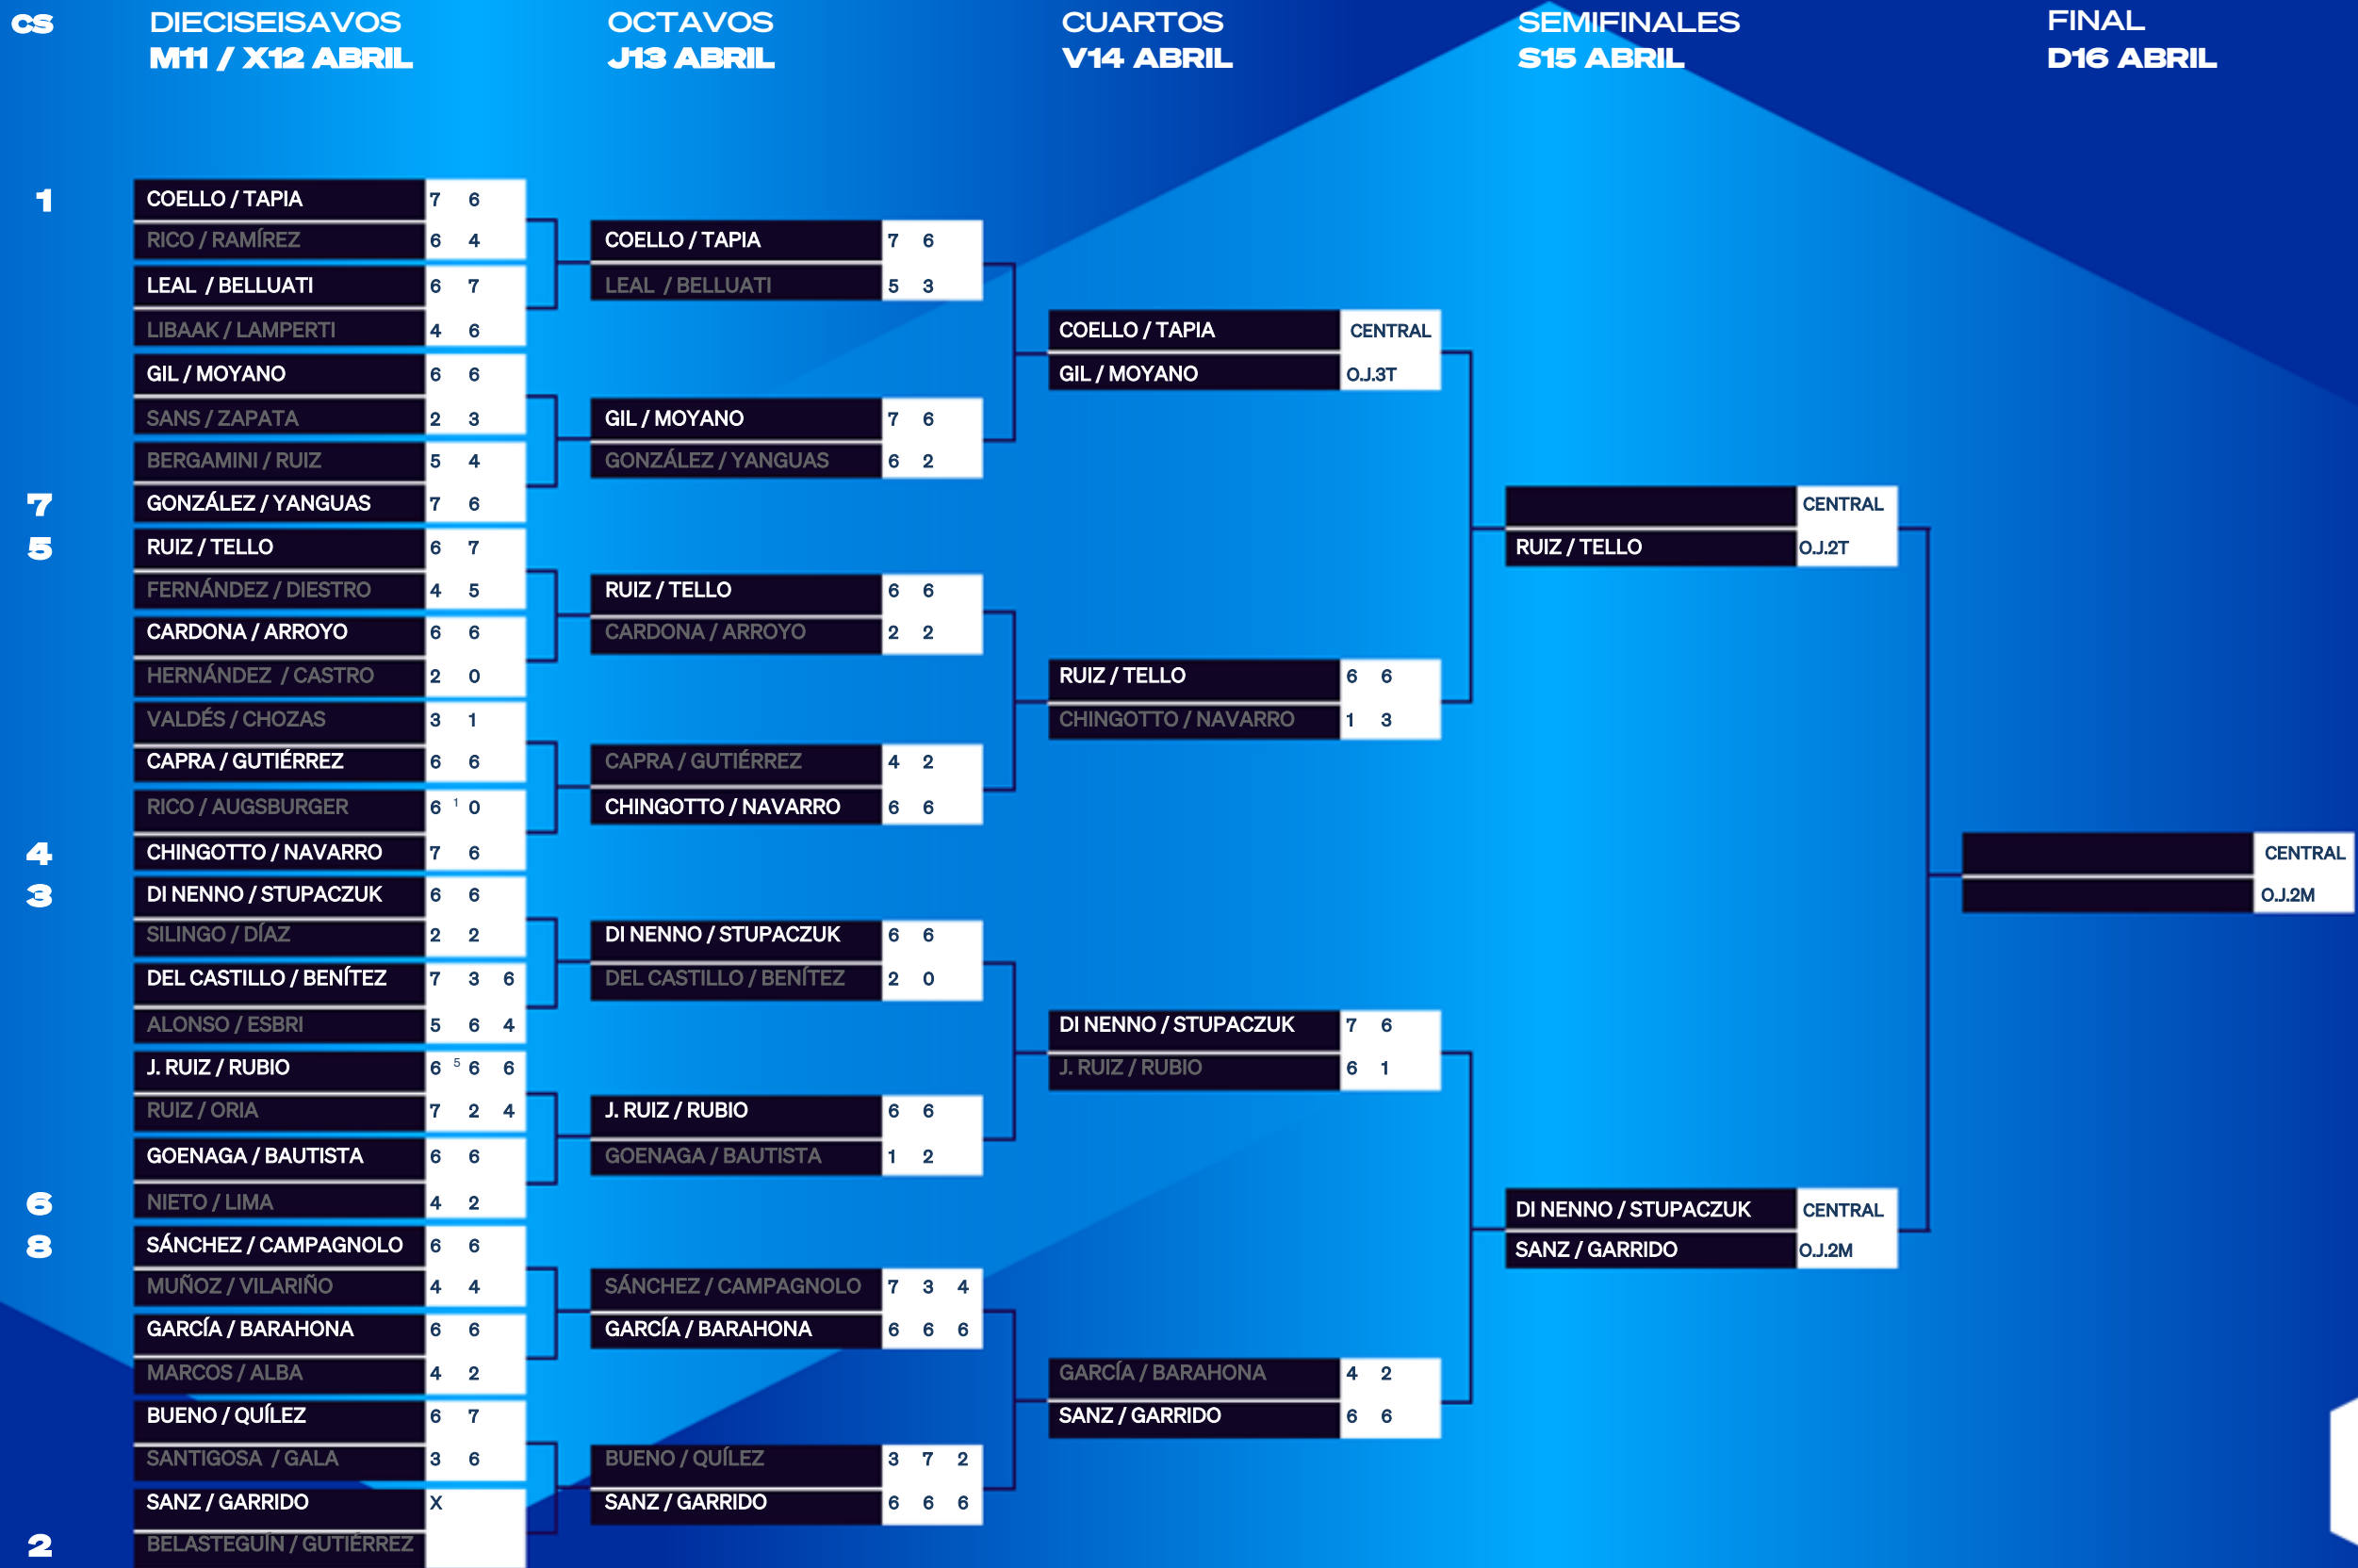 CS DIECISEISAVOS OCTAVOS CUARTOS SEMIFINALES FINAL
M11 / X12 ABRIL J13 ABRIL V14 ABRIL S15 ABRIL D16 ABRIL
1 COELLO / TAPIA 7 6
RICO / RAMÍREZ 6 4
LEAL / BELLUATI 6 7
LIBAAK / LAMPERTI 4 6
GIL / MOYANO 6 6
SANS / ZAPATA 2 3
BERGAMINI / RUIZ 5 4
7 GONZÁLEZ / YANGUAS 7 6
5 RUIZ / TELLO 6 7
FERNÁNDEZ / DIESTRO 4 5
CARDONA / ARROYO 6 6
HERNÁNDEZ / CASTRO 2 0
VALDÉS / CHOZAS 3 1
CAPRA / GUTIÉRREZ 6 6
RICO / AUGSBURGER 6 1 0
4 CHINGOTTO / NAVARRO 7 6
3 DI NENNO / STUPACZUK 6 6
SILINGO / DÍAZ 2 2
DEL CASTILLO / BENÍTEZ 7 3 6
ALONSO / ESBRI 5 6 4
J. RUIZ / RUBIO 6 5 6 6
RUIZ / ORIA 7 2 4
GOENAGA / BAUTISTA 6 6
6 NIETO / LIMA 4 2
8 SÁNCHEZ / CAMPAGNOLO 6 6
MUÑOZ / VILARIÑO 4 4
GARCÍA / BARAHONA 6 6
MARCOS / ALBA 4 2
BUENO / QUÍLEZ 6 7
SANTIGOSA / GALA 3 6
SANZ / GARRIDO X
2 BELASTEGUÍN / GUTIÉRREZ
COELLO / TAPIA 7 6
LEAL / BELLUATI 5 3
GIL / MOYANO 7 6
GONZÁLEZ / YANGUAS 6 2
RUIZ / TELLO 6 6
CARDONA / ARROYO 2 2
CAPRA / GUTIÉRREZ 4 2
CHINGOTTO / NAVARRO 6 6
DI NENNO / STUPACZUK 6 6
DEL CASTILLO / BENÍTEZ 2 0
J. RUIZ / RUBIO 6 6
GOENAGA / BAUTISTA 1 2
SÁNCHEZ / CAMPAGNOLO 7 3 4
GARCÍA / BARAHONA 6 6 6
BUENO / QUÍLEZ 3 7 2
SANZ / GARRIDO 6 6 6
COELLO / TAPIA CENTRAL
GIL / MOYANO O.J.3T
RUIZ / TELLO 6 6
CHINGOTTO / NAVARRO 1 3
DI NENNO / STUPACZUK 7 6
J. RUIZ / RUBIO 6 1
GARCÍA / BARAHONA 4 2
SANZ / GARRIDO 6 6
CENTRAL
RUIZ / TELLO O.J.2T
DI NENNO / STUPACZUK CENTRAL
SANZ / GARRIDO O.J.2M
CENTRAL
O.J.2M